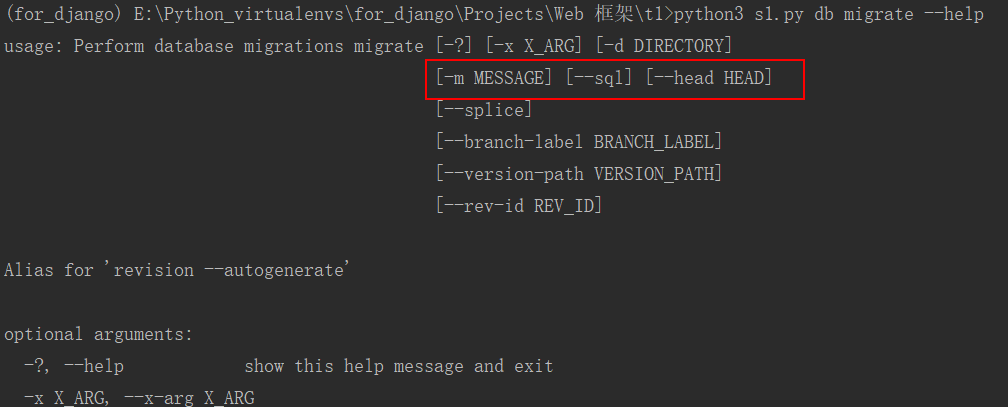 (for_django) E:\Python_virtualenvs\for_django\Projects\Web 框架\t1>python3 s1.py db migrate --help
usage: Perform database migrations migrate [-?] [-x X_ARG] [-d DIRECTORY]
[-m MESSAGE] [--sql] [--head HEAD]
[--splice]
[--branch-label BRANCH_LABEL]
[--version-path VERSION_PATH]
[--rev-id REV_ID]
Alias for 'revision --autogenerate'
optional arguments:
-?, --help show this help message and exit
-x X_ARG, --x-arg X_ARG